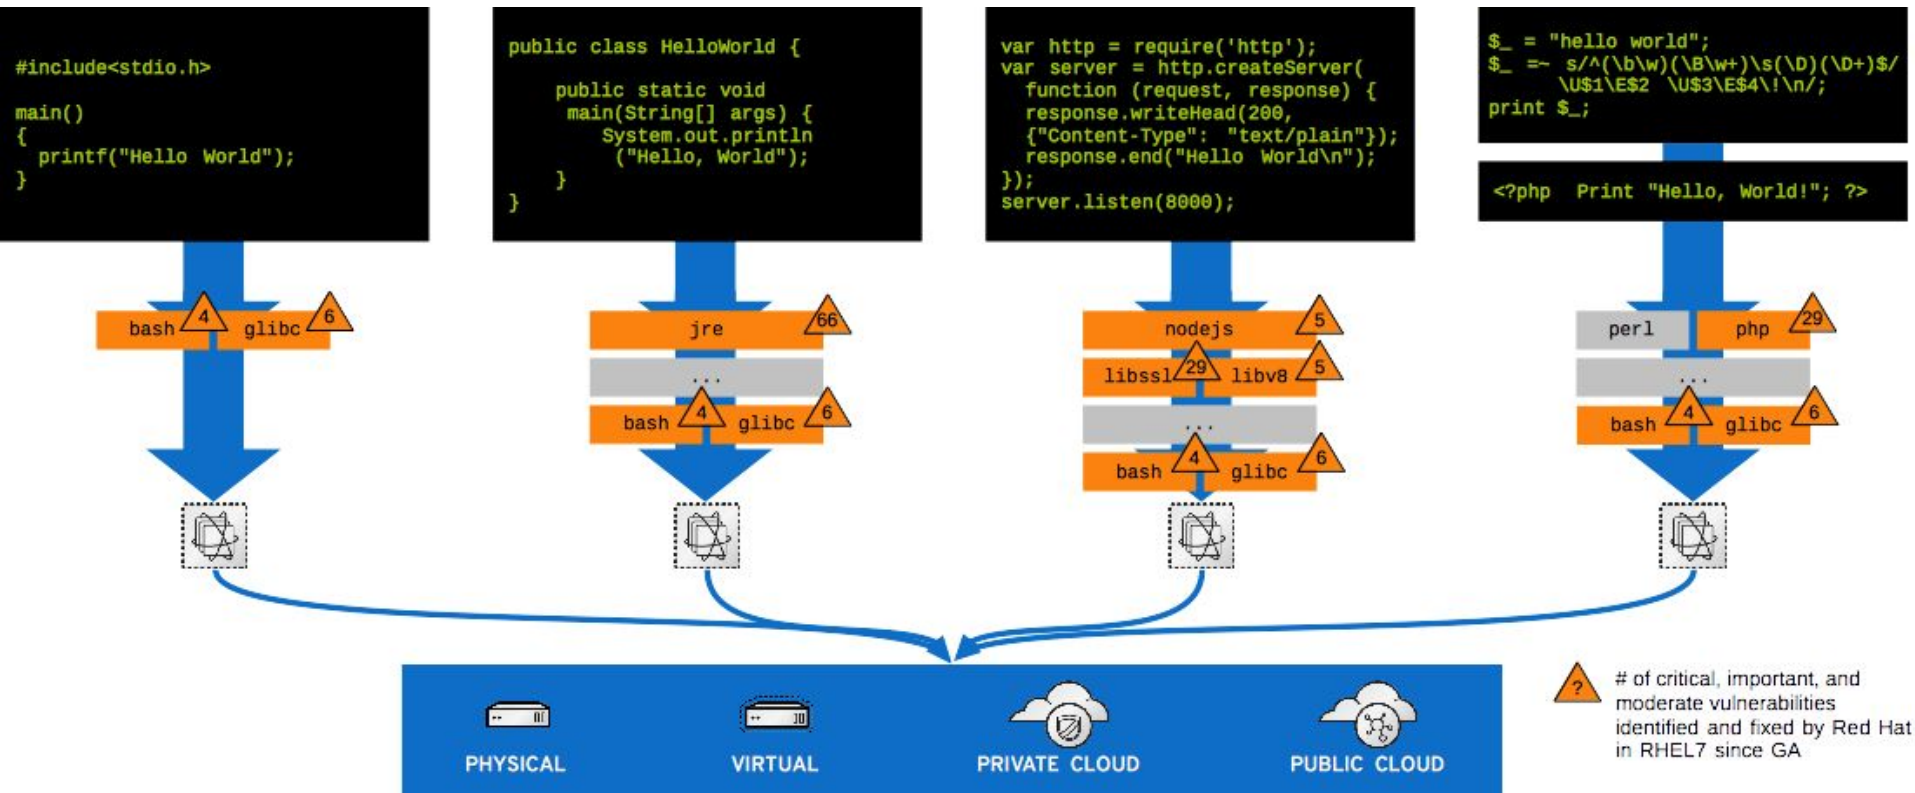 #include<stdio.h>
main()
{
printf("Hello World");
}
bash 4 glibc 6
public class HelloWorld {
public static void
main(String[] args) {
System.out.println
("Hello, World");
}
}
jre 66
...
bash 4 glibc 6
var http = require('http');
var server = http.createServer(
function (request, response) {
response.writeHead(200,
{"Content-Type": "text/plain"});
response.end("Hello World\n");
});
server.listen(8000);
nodejs 5
libssl 29 libv8 5
...
bash 4 glibc 6
$_ = "hello world";
$_ =~ s/^(\b\w)(\B\w+)\s(\D)(\D+)$/
\U$1\E$2 \U$3\E$4\!\n/;
print $_;
<?php Print "Hello, World!"; ?>
perl php 29
...
bash 4 glibc 6
PHYSICAL VIRTUAL PRIVATE CLOUD PUBLIC CLOUD
? # of critical, important, and
moderate vulnerabilities
identified and fixed by Red Hat
in RHEL7 since GA